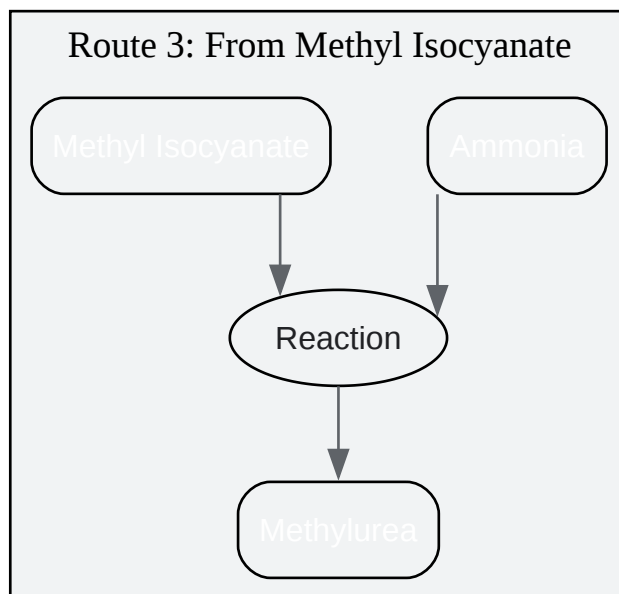 Route 3: From Methyl Isocyanate
Methyl Isocyanate
Ammonia
Reaction
Methylurea